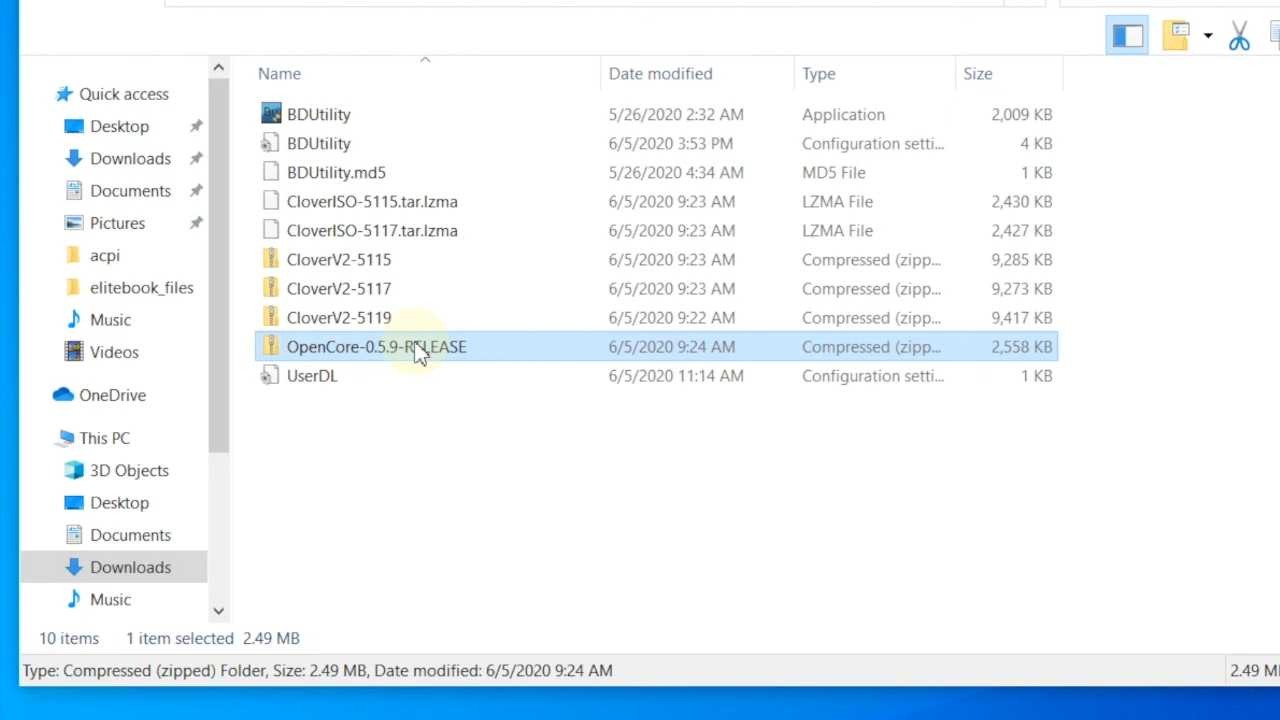 Name Date modified Type Size
Quick access
Desktop
Downloads
Documents
Pictures
acpi
elitebook_files
Music
Videos
OneDrive
This PC
3D Objects
Desktop
Documents
Downloads
Music
BDUtility 5/26/2020 2:32 AM Application 2,009 KB
BDUtility 6/5/2020 3:53 PM Configuration setti... 4 KB
BDUtility.md5 5/26/2020 4:34 AM MD5 File 1 KB
CloverISO-5115.tar.lzma 6/5/2020 9:23 AM LZMA File 2,430 KB
CloverISO-5117.tar.lzma 6/5/2020 9:23 AM LZMA File 2,427 KB
CloverV2-5115 6/5/2020 9:23 AM Compressed (zipp... 9,285 KB
CloverV2-5117 6/5/2020 9:23 AM Compressed (zipp... 9,273 KB
CloverV2-5119 6/5/2020 9:22 AM Compressed (zipp... 9,417 KB
OpenCore-0.5.9-RELEASE 6/5/2020 9:24 AM Compressed (zipp... 2,558 KB
UserDL 6/5/2020 11:14 AM Configuration setti... 1 KB
10 items 1 item selected 2.49 MB
Type: Compressed (zipped) Folder, Size: 2.49 MB, Date modified: 6/5/2020 9:24 AM 2.49 M